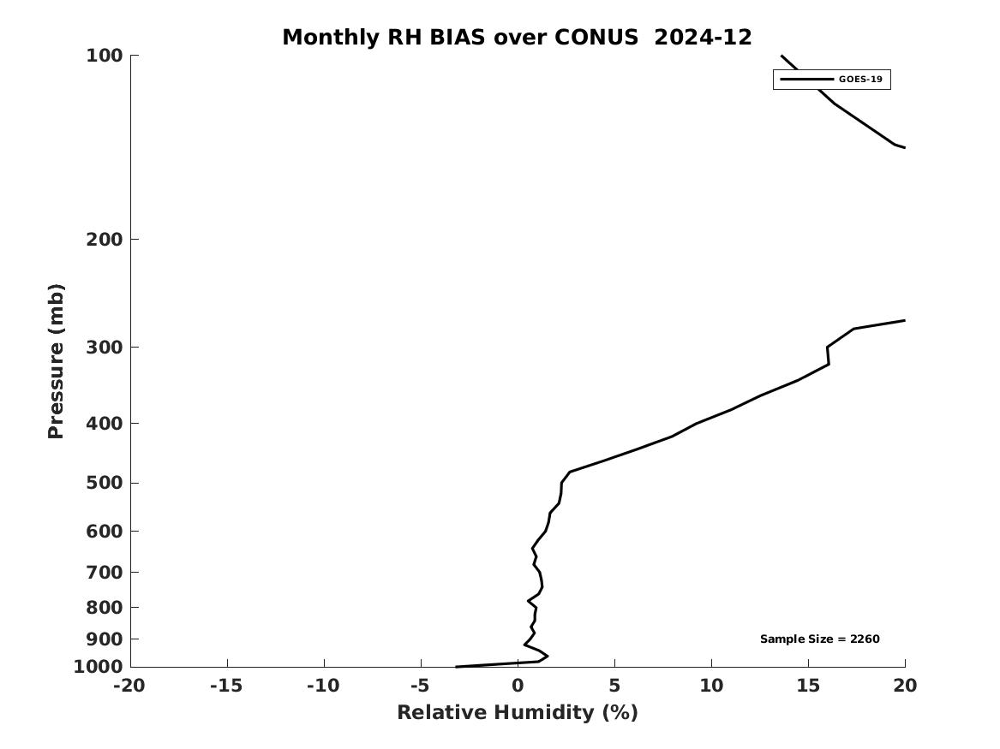 Monthly RH BIAS over CONUS  2024-12
100
GOES-19
200
300
400
500
600
700
800
900
1000
Pressure (mb)
Sample Size = 2260
-20 -15 -10 -5 0 5 10 15 20
Relative Humidity (%)